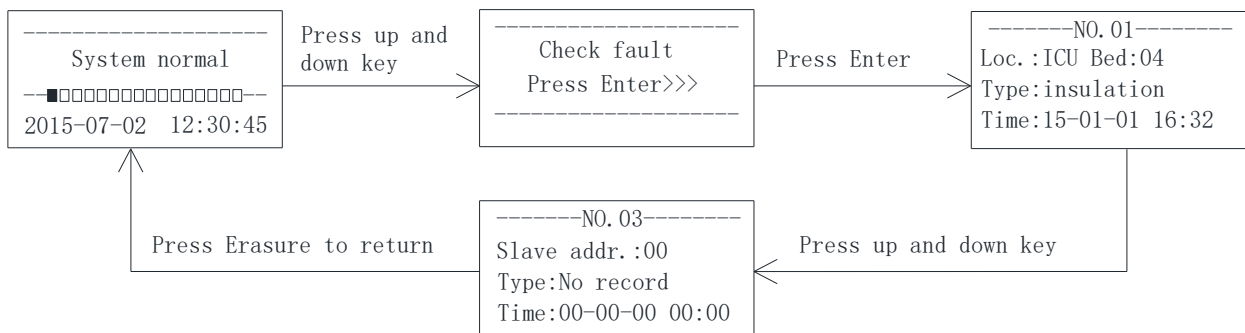 System normal
2015-07-02 12:30:45
Press up and
down key
Check fault
Press Enter>>>
Press Enter
-------NO.01--------
Loc.:ICU Bed:04
Type:insulation
Time:15-01-01 16:32
Press up and down key
-------NO.03--------
Slave addr.:00
Type:No record
Time:00-00-00 00:00
Press Erasure to return